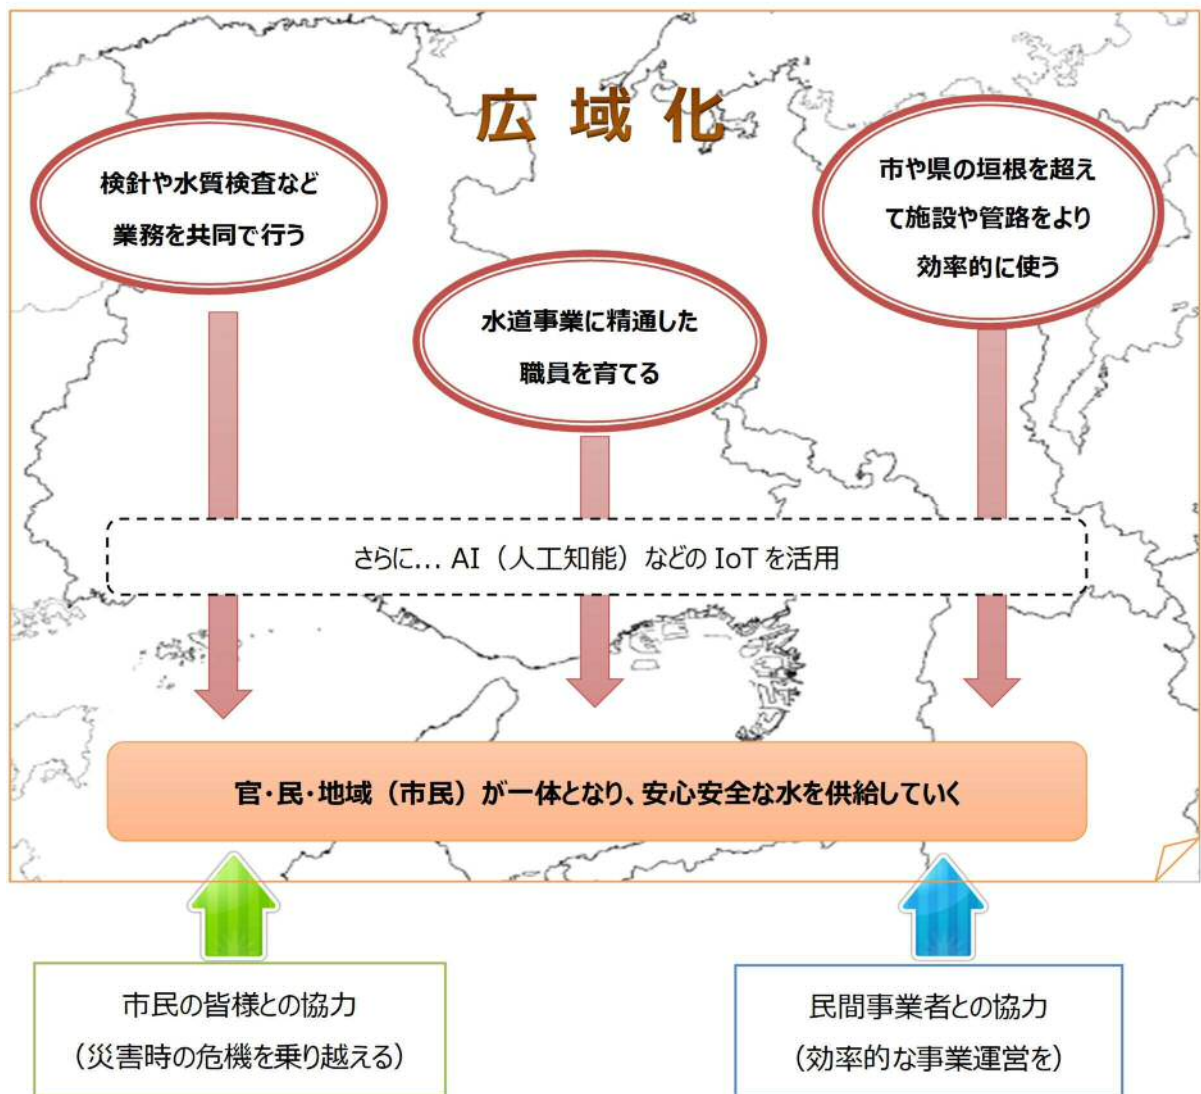 広域化
検針や水質検査など
業務を共同で行う
市や県の垣根を超え
て施設や管路をより
効率的に使う
水道事業に精通した
職員を育てる
さらに… AI（人工知能）などの IoT を活用
官・民・地域（市民）が一体となり、安心安全な水を供給していく
市民の皆様との協力
（災害時の危機を乗り越える）
民間事業者との協力
（効率的な事業運営を）